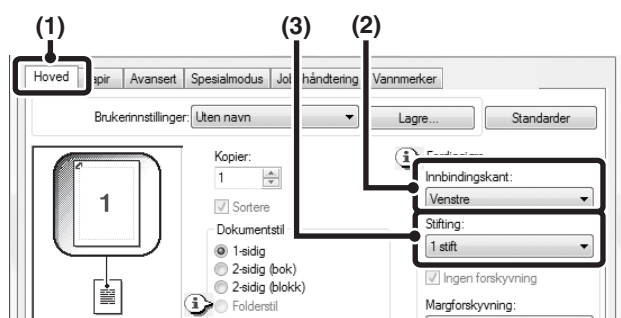 (1) (3) (2)
Hoved apir Avansert Spesialmodus Job håndtering Vannmerker
Brukerinnstillinger: Uten navn Lagre... Standarder
Kopier:
1
Sortere
Dokumentstil
1-sidig
2-sidig (bok)
2-sidig (blokk)
Folderstil
1
Innbindingskant:
Venstre
Stifting:
1 stift
Ingen forskyvning
Margforskyvning: